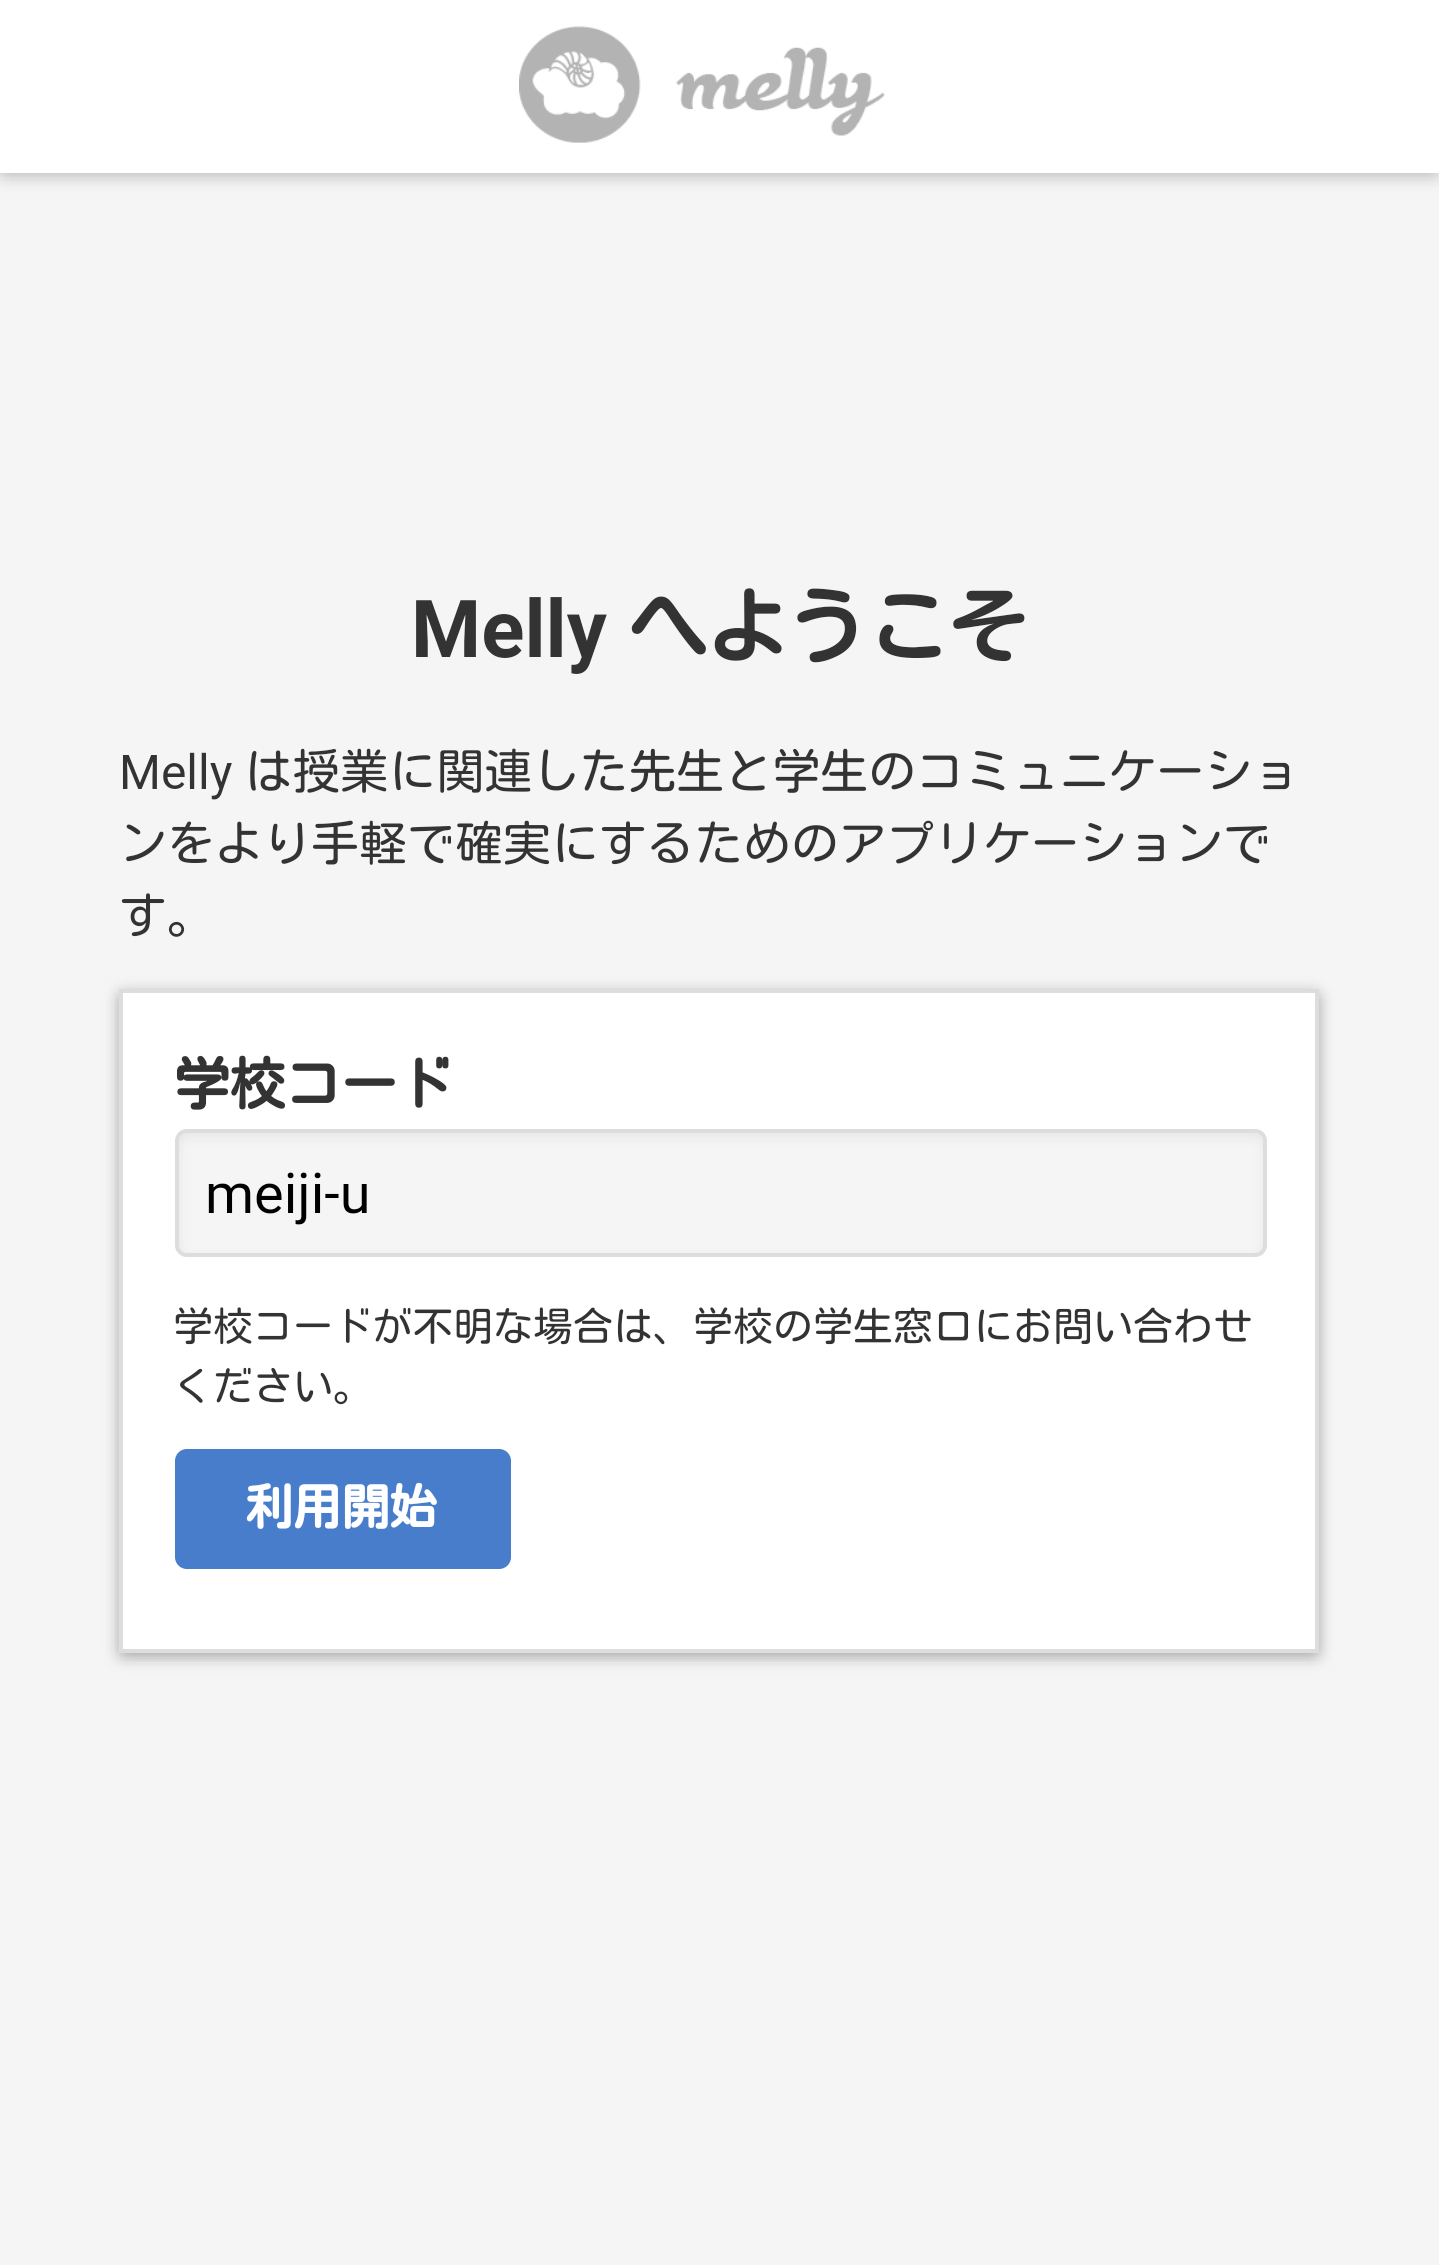 melly
Melly へようこそ
Melly は授業に関連した先生と学生のコミュニケーショ
ンをより手軽で確実にするためのアプリケーションで
す。
学校コード
meiji-u
学校コードが不明な場合は、学校の学生窓口にお問い合わせ
ください。
利用開始